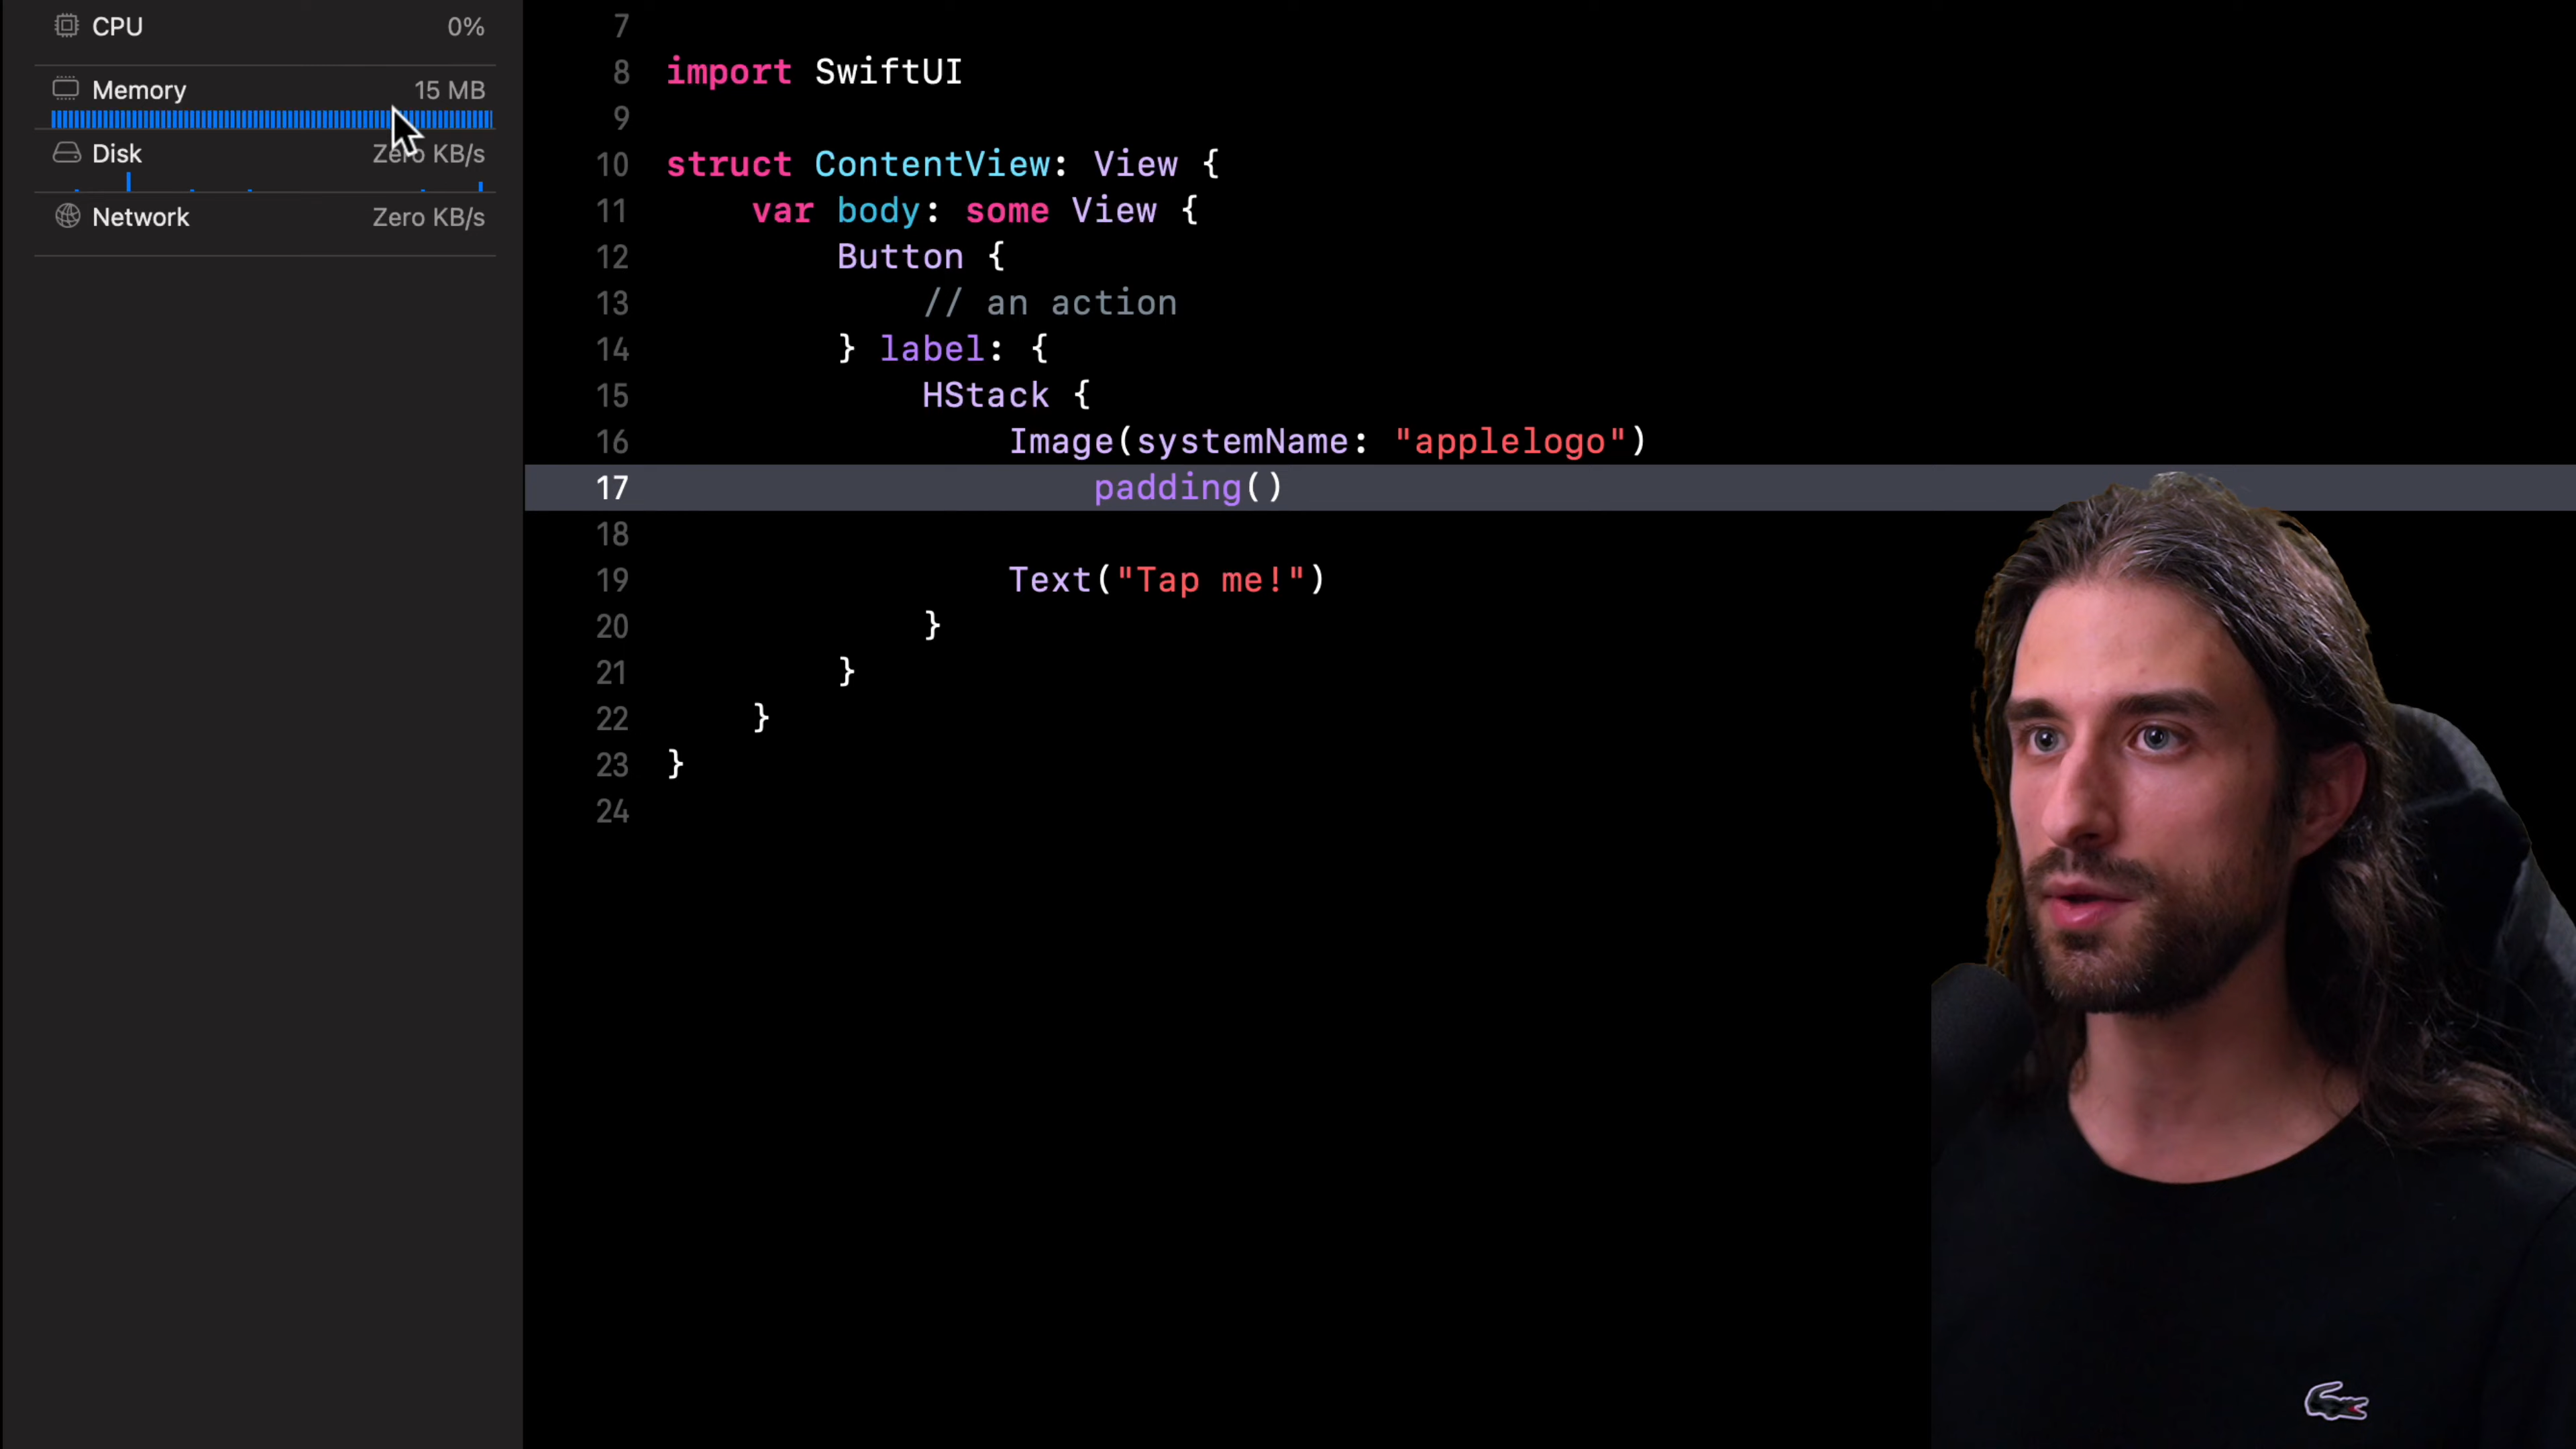 CPU 0%
Memory 15 MB
Disk Zero KB/s
Network Zero KB/s
7
8 import SwiftUI
9
10 struct ContentView: View {
11 var body: some View {
12 Button {
13 // an action
14 } label: {
15 HStack {
16 Image(systemName: "applelogo")
17 padding()
18
19 Text("Tap me!")
20 }
21 }
22 }
23 }
24